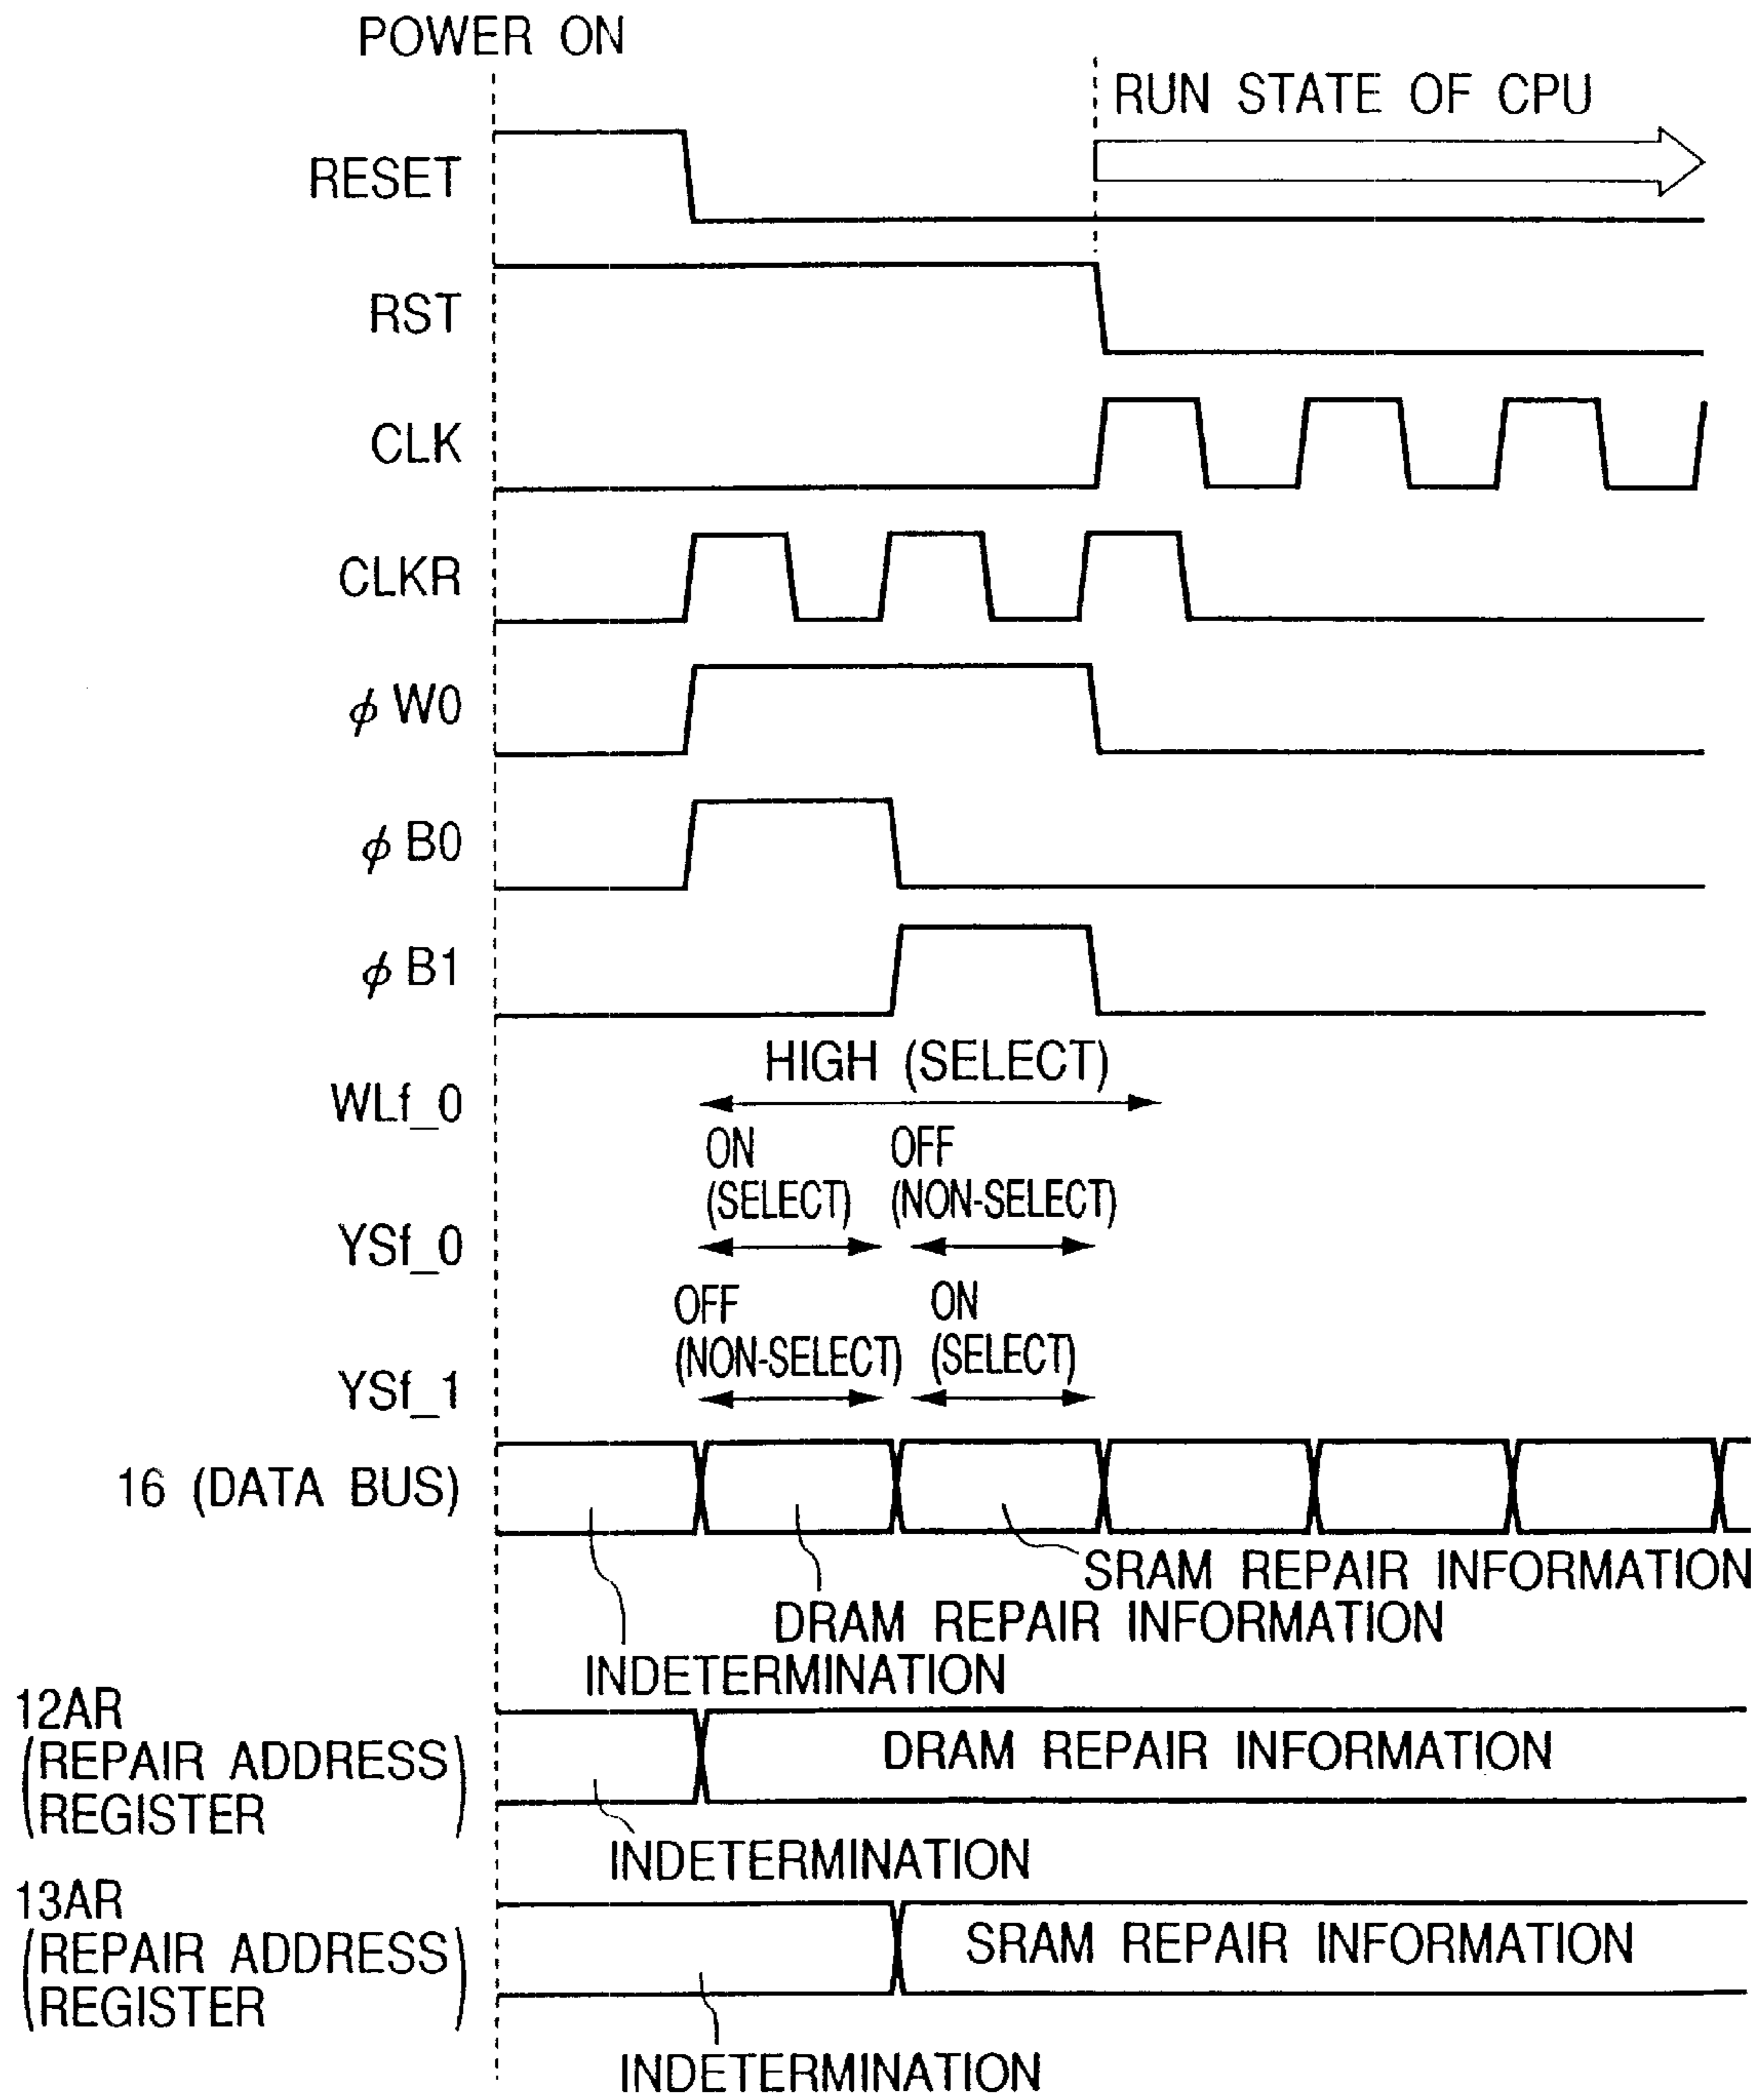 POWER ON
RUN STATE OF CPU
RESET
RST
CLK
CLKR
φ W0
φ B0
φ B1
HIGH (SELECT)
WLf_0
ON OFF
(SELECT) (NON-SELECT)
YSf_0
OFF ON
(NON-SELECT) (SELECT)
YSf_1
16 (DATA BUS)
SRAM REPAIR INFORMATION
DRAM REPAIR INFORMATION
INDETERMINATION
12AR
(REPAIR ADDRESS
REGISTER)
DRAM REPAIR INFORMATION
INDETERMINATION
13AR
(REPAIR ADDRESS
REGISTER)
SRAM REPAIR INFORMATION
INDETERMINATION